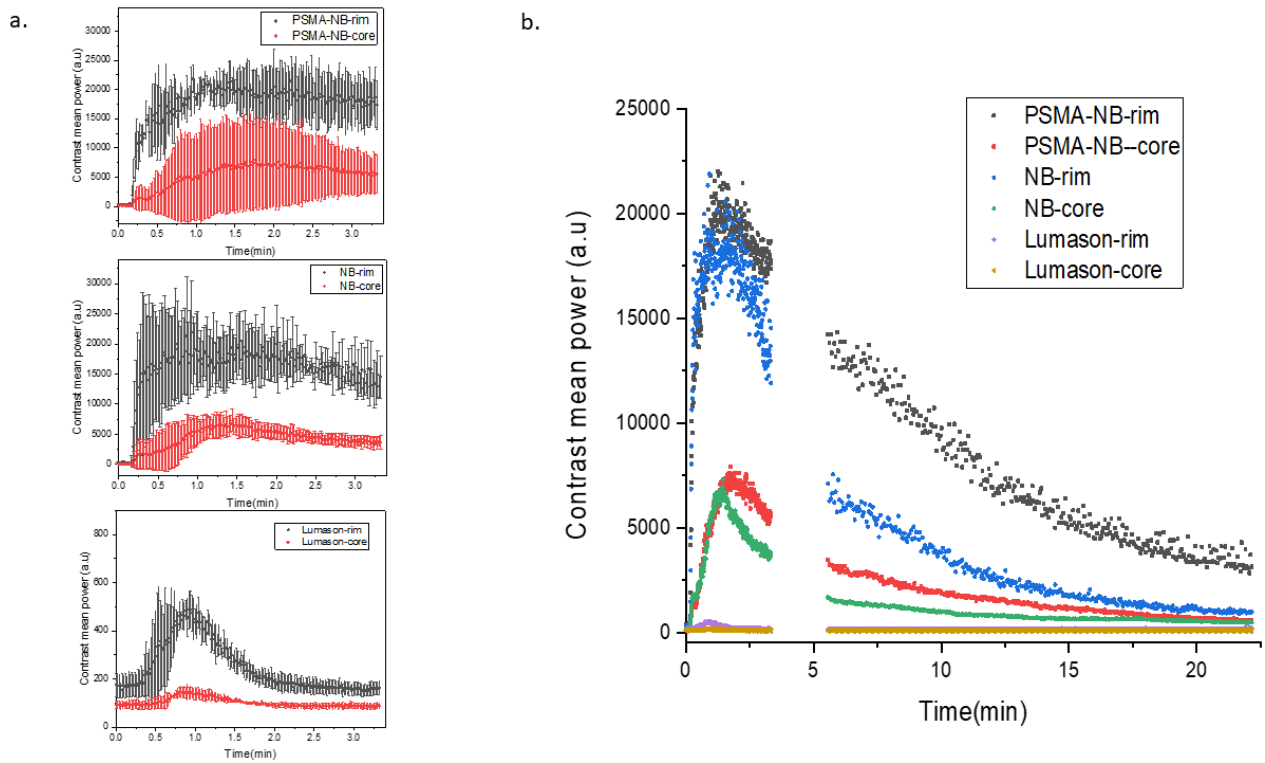 a.
PSMA-NB-rim
PSMA-NB-core
Contrast mean power (a.u)
30000
25000
20000
15000
10000
5000
0
0.0 0.5 1.0 1.5 2.0 2.5 3.0
Time(min)
NB-rim
NB-core
Contrast mean power (a.u)
30000
25000
20000
15000
10000
5000
0
0.0 0.5 1.0 1.5 2.0 2.5 3.0
Time(min)
Lumason-rim
Lumason-core
Contrast mean power (a.u)
800
600
400
200
0
0.0 0.5 1.0 1.5 2.0 2.5 3.0
Time(min)
b.
PSMA-NB-rim
PSMA-NB--core
NB-rim
NB-core
Lumason-rim
Lumason-core
Contrast mean power (a.u)
25000
20000
15000
10000
5000
0
0 5 10 15 20
Time(min)